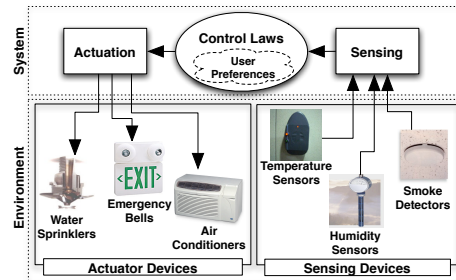 System
Actuation
Control Laws
User
Preferences
Sensing
Environment
Water
Sprinklers
EXIT
Emergency
Bells
Air
Conditioners
Actuator Devices
Temperature
Sensors
Humidity
Sensors
Smoke
Detectors
Sensing Devices